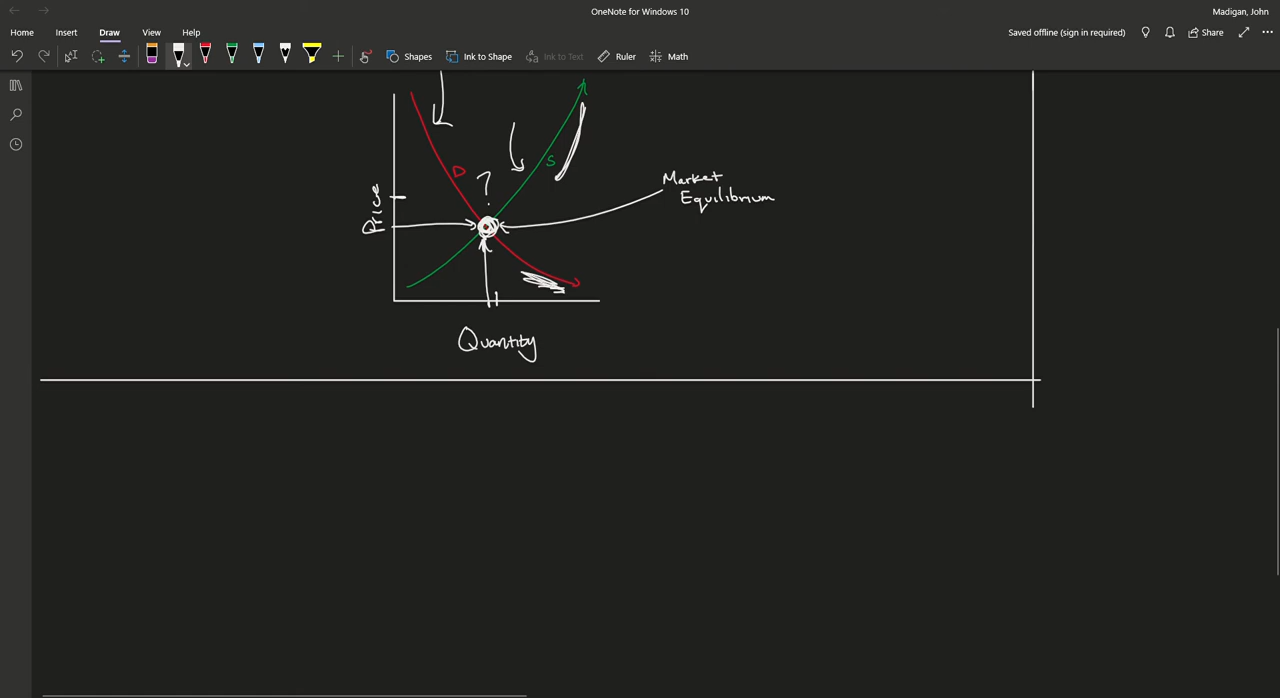 OneNote for Windows 10
Madigan, John
Home Insert Draw View Help
Saved offline (sign in required)
Share
Shapes
Ink to Shape
Ink to Text
Ruler
Math
D
?
S
Market
Equilibrium
Price
Quantity